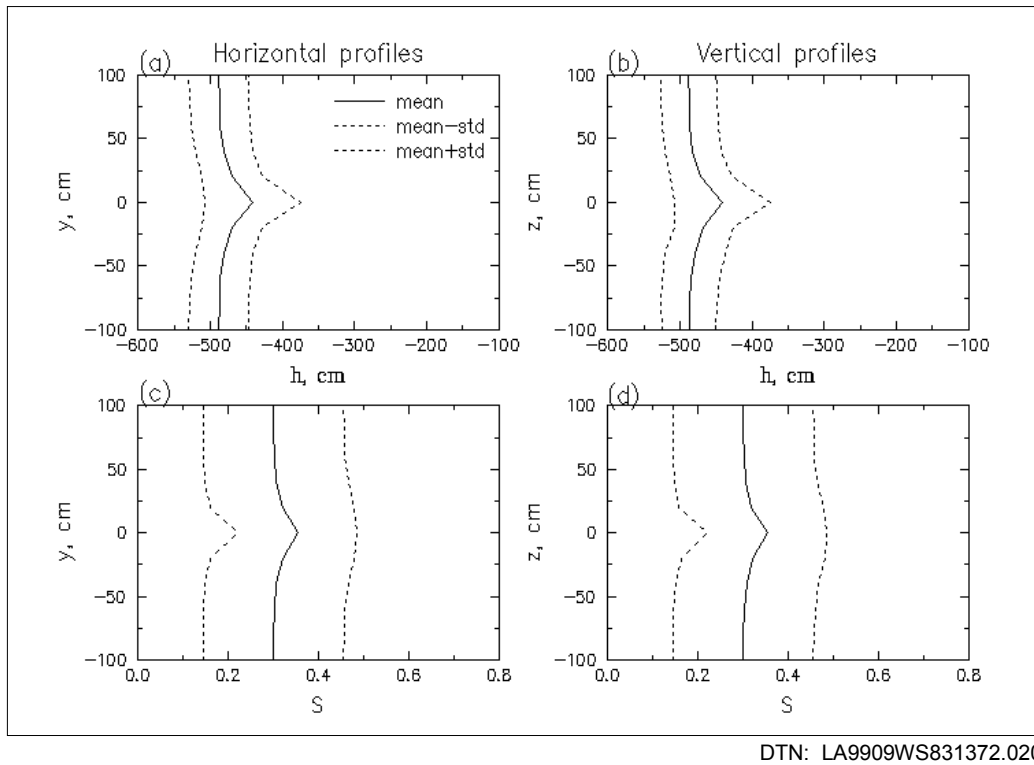 Horizontal profiles
Vertical profiles
(a)
(b)
100
50
0
−50
−100
y, cm
mean
mean−std
mean+std
−600 −500 −400 −300 −200 −100
h, cm
100
50
0
−50
−100
z, cm
−600 −500 −400 −300 −200 −100
h, cm
(c)
(d)
100
50
0
−50
−100
y, cm
0.0 0.2 0.4 0.6 0.8
S
100
50
0
−50
−100
z, cm
0.0 0.2 0.4 0.6 0.8
S
DTN: LA9909WS831372.020